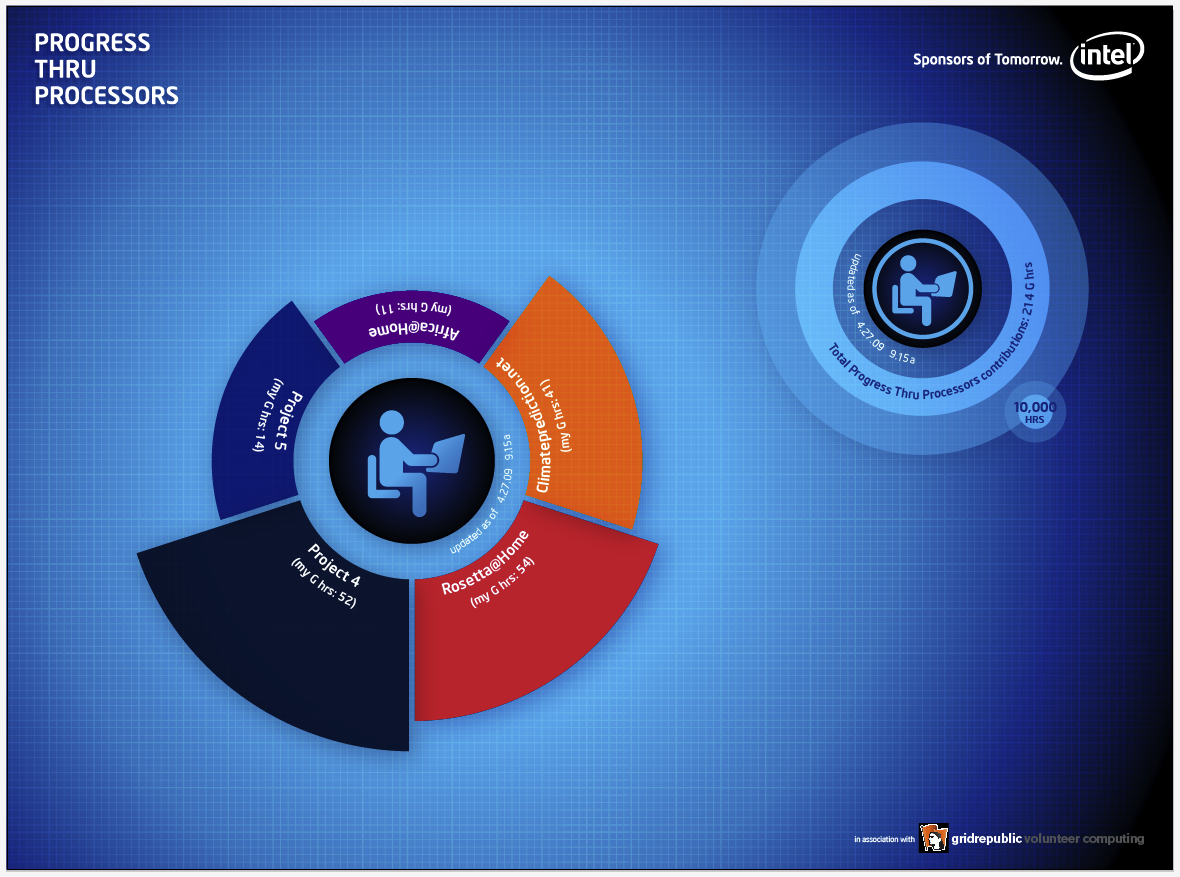 PROGRESS
THRU
PROCESSORS
Sponsors of Tomorrow.
intel
updated as of 4.27.09 9.15a
Total Progress Thru Processors contributions: 214 G hrs
10,000
HRS
Africa@Home
(my G hrs: 11)
Climateprediction.net
(my G hrs:41)
Project 5
(my G hrs: 14)
updated as of 4.27.09 9.15a
Project 4
(my G hrs: 52)
Rosetta@Home
(my G hrs: 54)
in association with gridrepublic volunteer computing